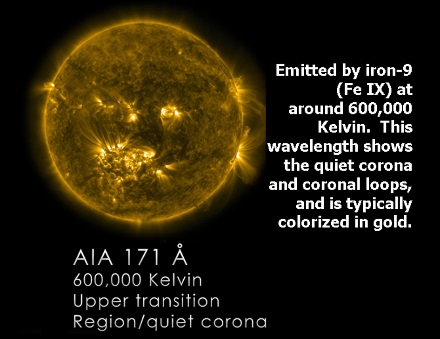 Emitted by iron-9
(Fe IX) at
around 600,000
Kelvin.  This
wavelength shows
the quiet corona
and coronal loops,
and is typically
colorized in gold.
AIA 171 Å
600,000 Kelvin
Upper transition
Region/quiet corona